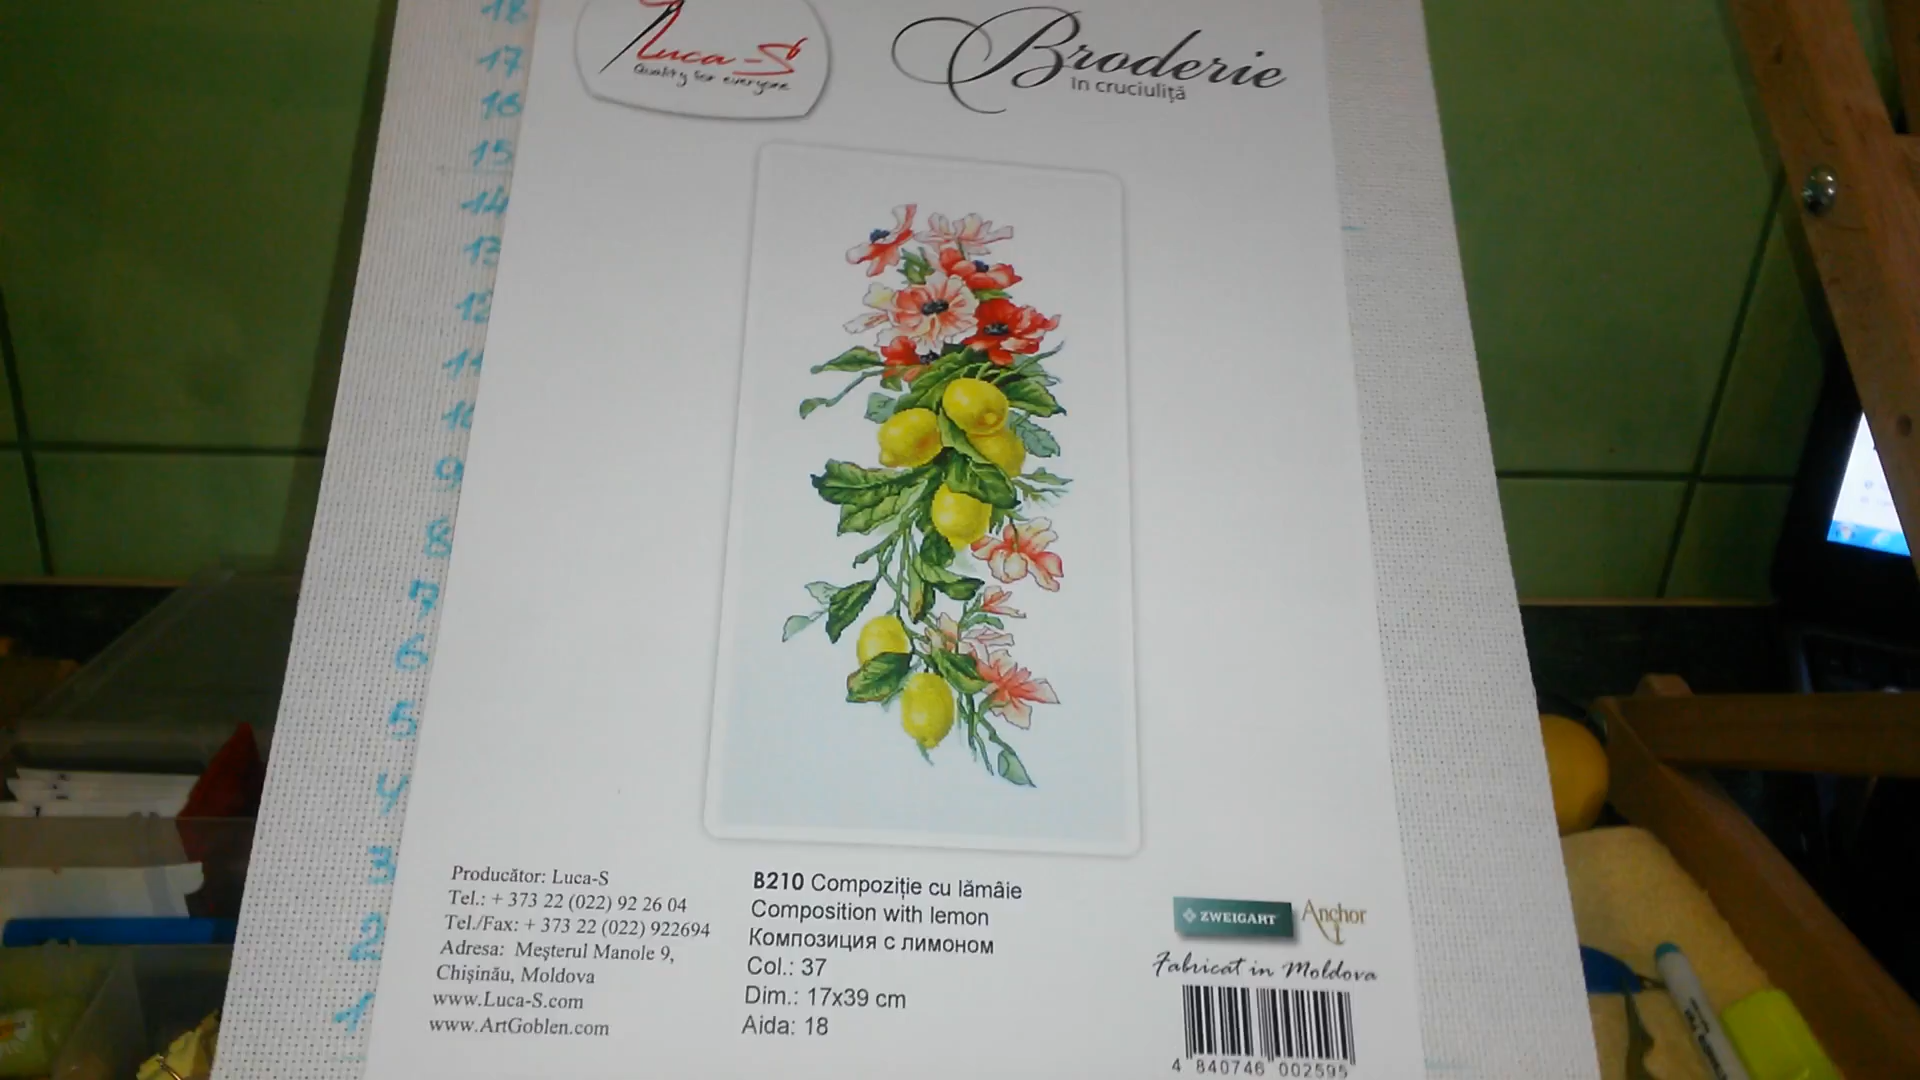 Luca-S
Quality for everyone
Broderie
în cruciuliță
18
17
16
15
14
13
12
11
10
9
8
7
6
5
4
3
2
1
Producător: Luca-S
Tel.: + 373 22 (022) 92 26 04
Tel./Fax: + 373 22 (022) 922694
Adresa: Meşterul Manole 9,
Chişinău, Moldova
www.Luca-S.com
www.ArtGoblen.com
B210 Compoziție cu lămâie
Composition with lemon
Композиция с лимоном
Col.: 37
Dim.: 17x39 cm
Aida: 18
ZWEIGART
Anchor
Fabricat in Moldova
4 840746 002595